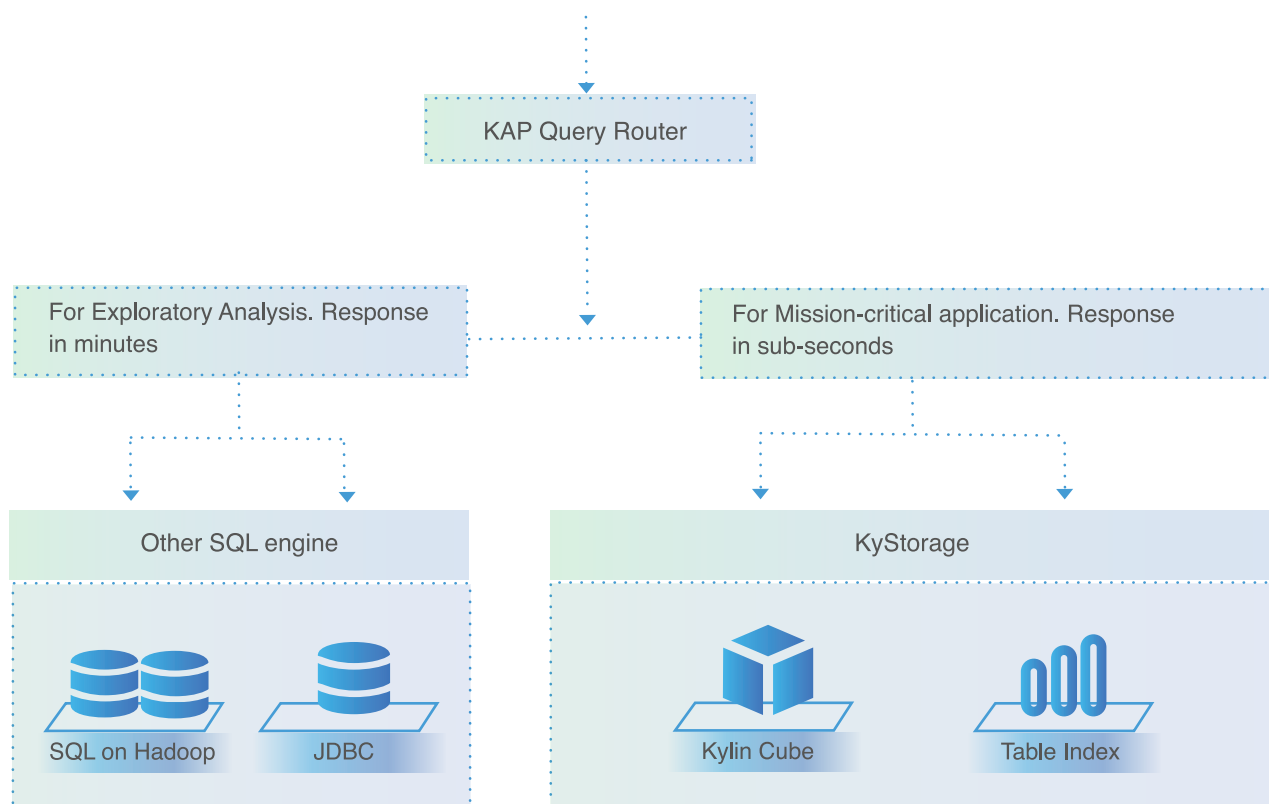 KAP Query Router
For Exploratory Analysis. Response
in minutes
For Mission-critical application. Response
in sub-seconds
Other SQL engine
KyStorage
SQL on Hadoop
JDBC
Kylin Cube
Table Index